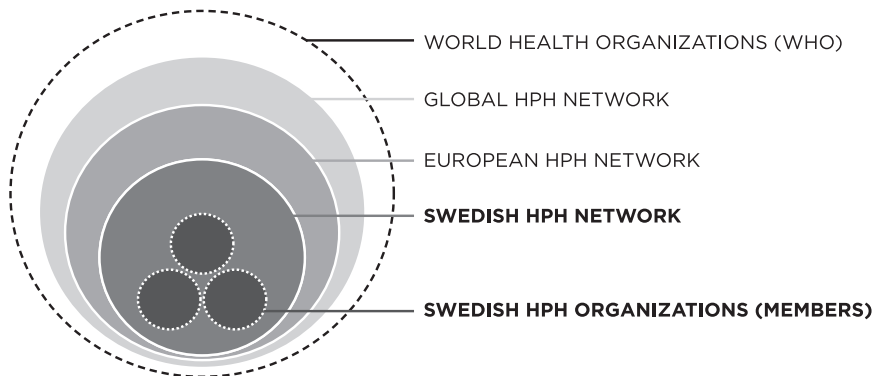 WORLD HEALTH ORGANIZATIONS (WHO)
GLOBAL HPH NETWORK
EUROPEAN HPH NETWORK
SWEDISH HPH NETWORK
SWEDISH HPH ORGANIZATIONS (MEMBERS)